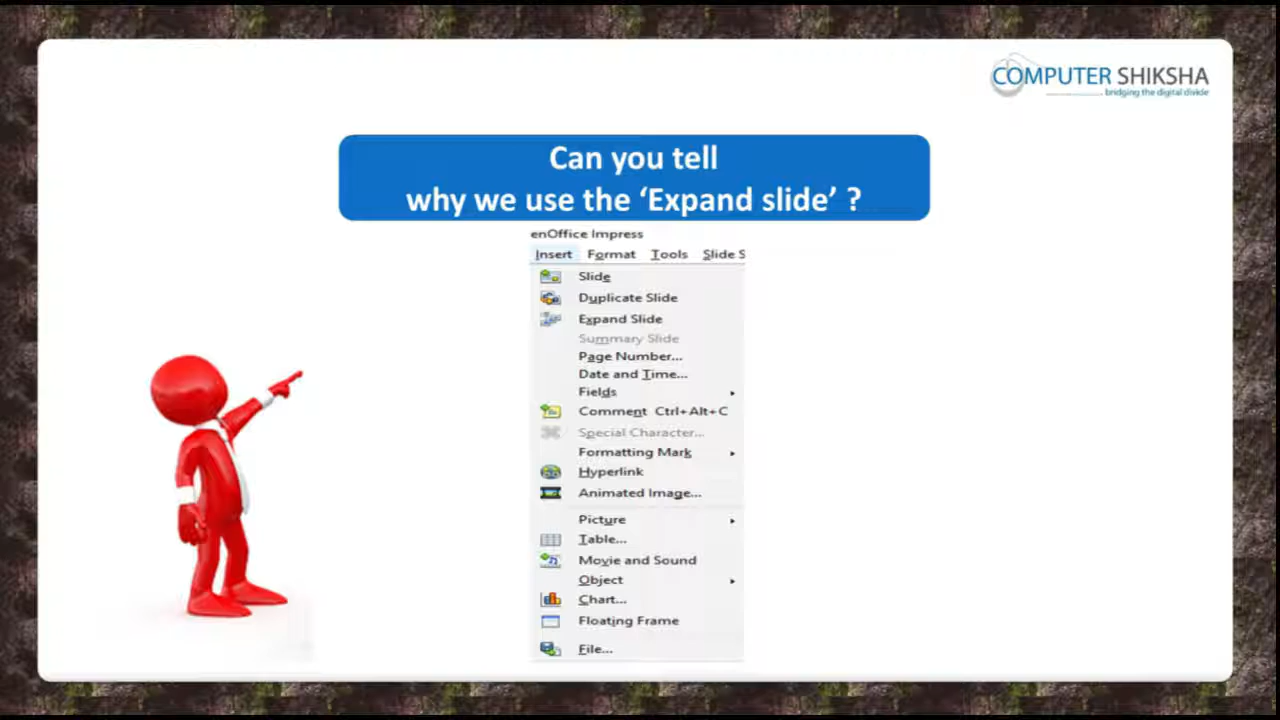 COMPUTER SHIKSHA
bridging the digital divide
Can you tell
why we use the ‘Expand slide’ ?
enOffice Impress
Insert Format Tools Slide S
Slide
Duplicate Slide
Expand Slide
Summary Slide
Page Number...
Date and Time...
Fields
Comment Ctrl+Alt+C
Special Character...
Formatting Mark
Hyperlink
Animated Image...
Picture
Table...
Movie and Sound
Object
Chart...
Floating Frame
File...